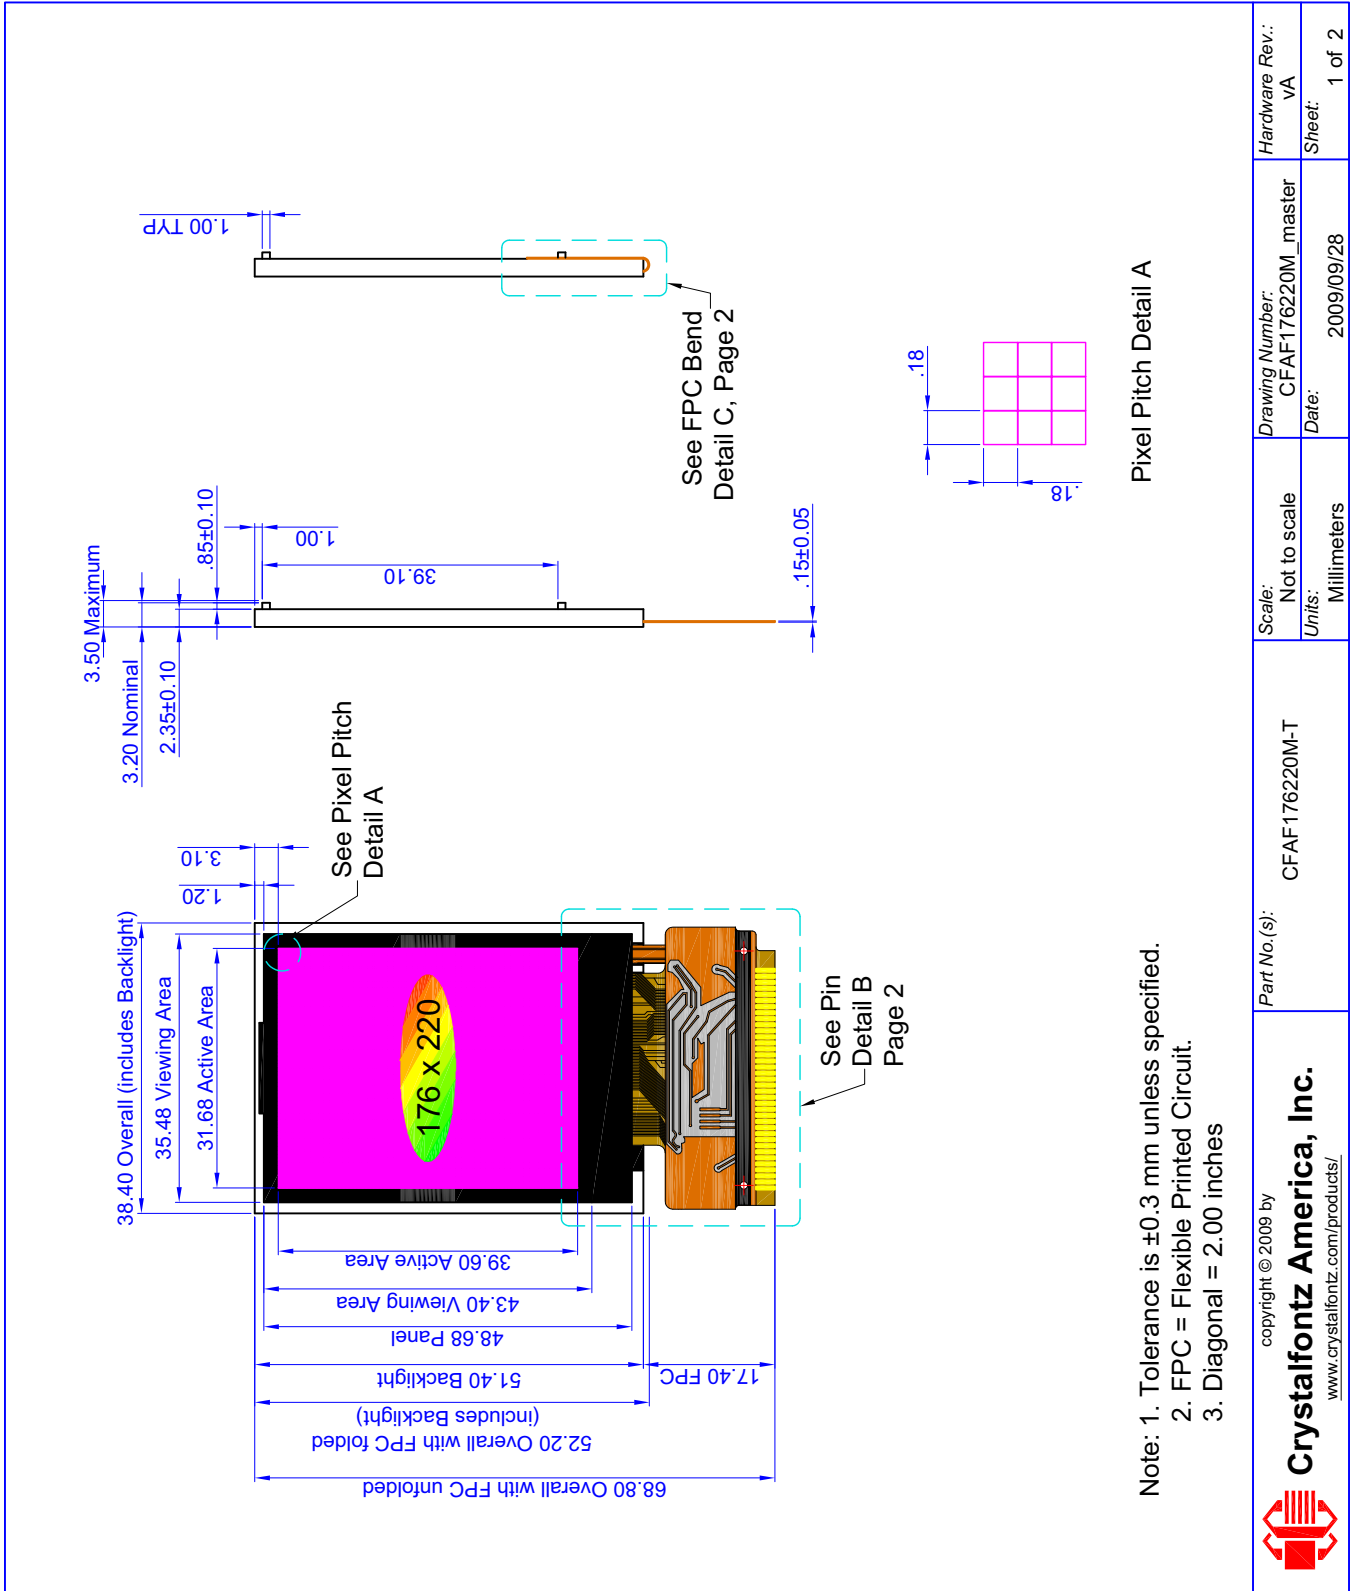 38.40 Overall (includes Backlight)
35.48 Viewing Area
31.68 Active Area
1.20
3.10
176 x 220
See Pixel Pitch
Detail A
39.60 Active Area
43.40 Viewing Area
48.68 Panel
51.40 Backlight
52.20 Overall with FPC folded
(includes Backlight)
68.80 Overall with FPC unfolded
17.40 FPC
See Pin
Detail B
Page 2
3.50 Maximum
3.20 Nominal
2.35±0.10
.85±0.10
1.00
39.10
.15±0.05
1.00 TYP
See FPC Bend
Detail C, Page 2
.18
.18
Pixel Pitch Detail A
Note: 1. Tolerance is ±0.3 mm unless specified.
2. FPC = Flexible Printed Circuit.
3. Diagonal = 2.00 inches
copyright © 2009 by
Crystalfontz America, Inc.
www.crystalfontz.com/products/
Part No.(s):
CFAF176220M-T
Scale:
Not to scale
Units:
Millimeters
Drawing Number:
CFAF176220M_master
Date:
2009/09/28
Hardware Rev.:
vA
Sheet:
1 of 2